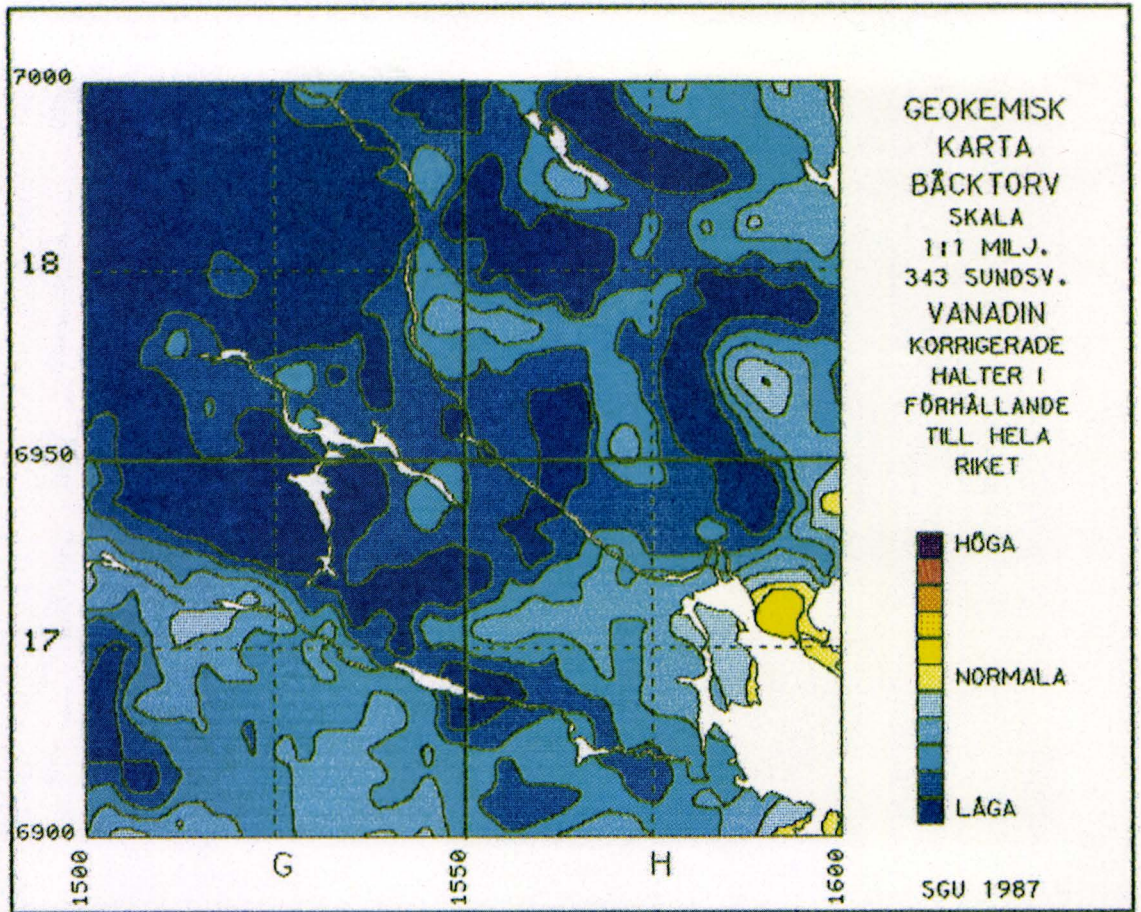 7000
18
6950
17
6900
1500
G
1550
H
1600
GEOKEMISK
KARTA
BÄCKTORV
SKALA
1:1 MILJ.
343 SUNDSV.
VANADIN
KORRIGERADE
HALTER I
FÖRHÅLLANDE
TILL HELA
RIKET
HÖGA
NORMALA
LÅGA
SGU 1987